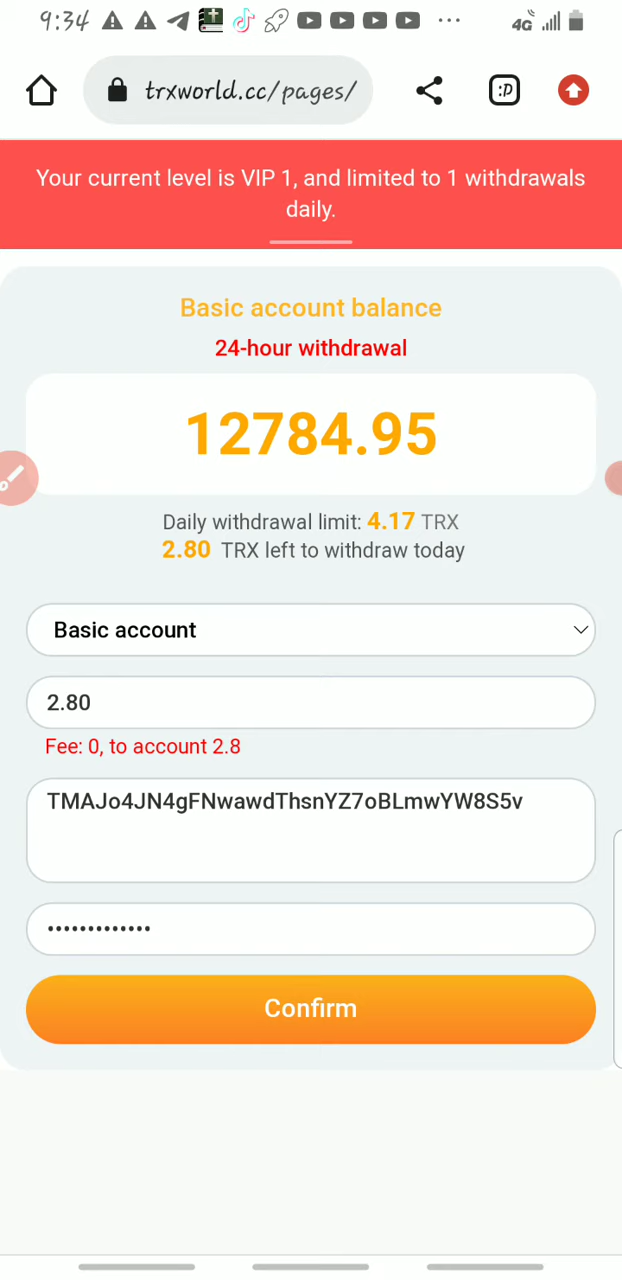 9:34
4G
trxworld.cc/pages/
:D
Your current level is VIP 1, and limited to 1 withdrawals
daily.
Basic account balance
24-hour withdrawal
12784.95
Daily withdrawal limit: 4.17 TRX
2.80 TRX left to withdraw today
Basic account
2.80
Fee: 0, to account 2.8
TMAJo4JN4gFNwawdThsnYZ7oBLmwYW8S5v
•••••••••••••
Confirm